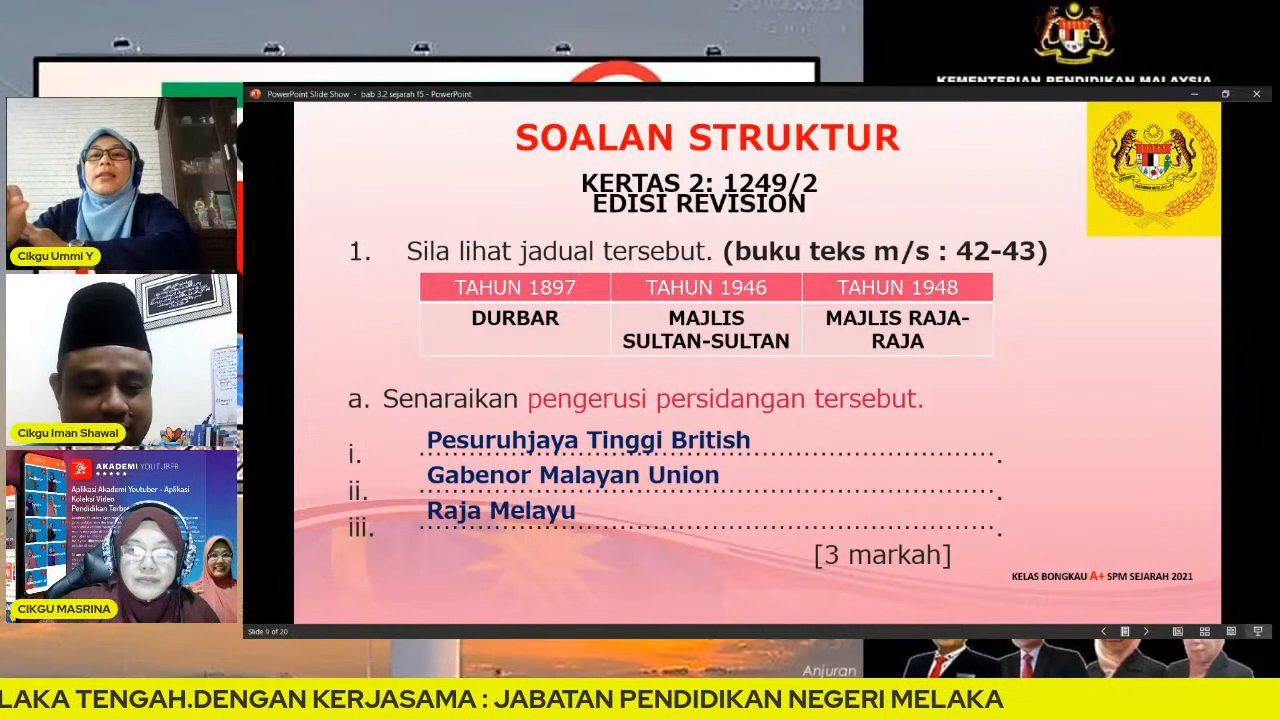 KEMENTERIAN PENDIDIKAN MALAYSIA
PowerPoint Slide Show - bab 3.2 sejarah f5 - PowerPoint
SOALAN STRUKTUR
KERTAS 2: 1249/2
EDISI REVISION
1. Sila lihat jadual tersebut. (buku teks m/s : 42-43)
TAHUN 1897 TAHUN 1946 TAHUN 1948
DURBAR MAJLIS SULTAN-SULTAN MAJLIS RAJA-RAJA
a. Senaraikan pengerusi persidangan tersebut.
i. Pesuruhjaya Tinggi British
ii. Gabenor Malayan Union
iii. Raja Melayu
[3 markah]
KELAS BONGKAU A+ SPM SEJARAH 2021
Slide 9 of 20
Cikgu Ummi Y
Cikgu Iman Shawal
AKADEMI YOUTUBER
Aplikasi Akademi Youtuber - Aplikasi
Koleksi Video
CIKGU MASRINA
Anjuran
LAKA TENGAH.DENGAN KERJASAMA : JABATAN PENDIDIKAN NEGERI MELAKA